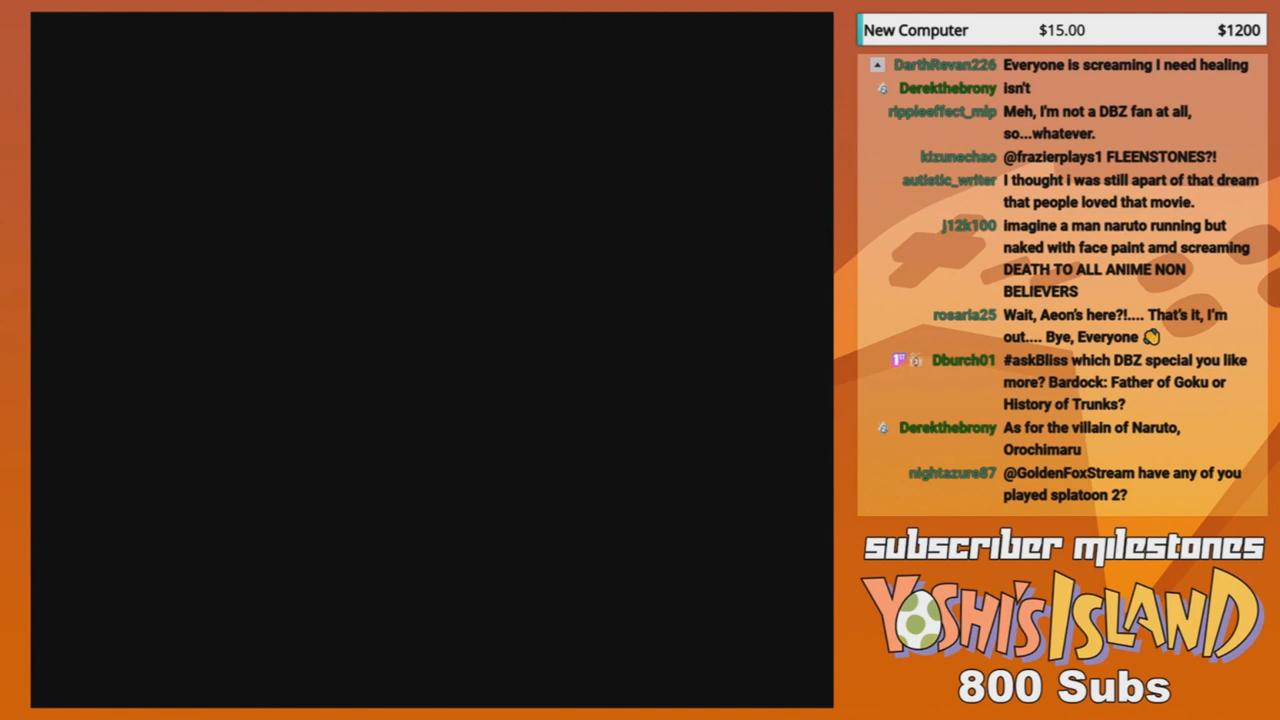 New Computer $15.00 $1200
DarthRevan226 Everyone is screaming I need healing
Derekthebrony isn't
rippleeffect_mlp Meh, I'm not a DBZ fan at all,
so...whatever.
kizunechao @frazierplays1 FLEENSTONES?!
autistic_writer I thought i was still apart of that dream
that people loved that movie.
j12k100 imagine a man naruto running but
naked with face paint amd screaming
DEATH TO ALL ANIME NON
BELIEVERS
rosaria25 Wait, Aeon's here?!.... That's it, I'm
out.... Bye, Everyone 👋
Dburch01 #askBliss which DBZ special you like
more? Bardock: Father of Goku or
History of Trunks?
Derekthebrony As for the villain of Naruto,
Orochimaru
nightazure87 @GoldenFoxStream have any of you
played splatoon 2?
subscriber milestones
YOSHI'S ISLAND
800 Subs